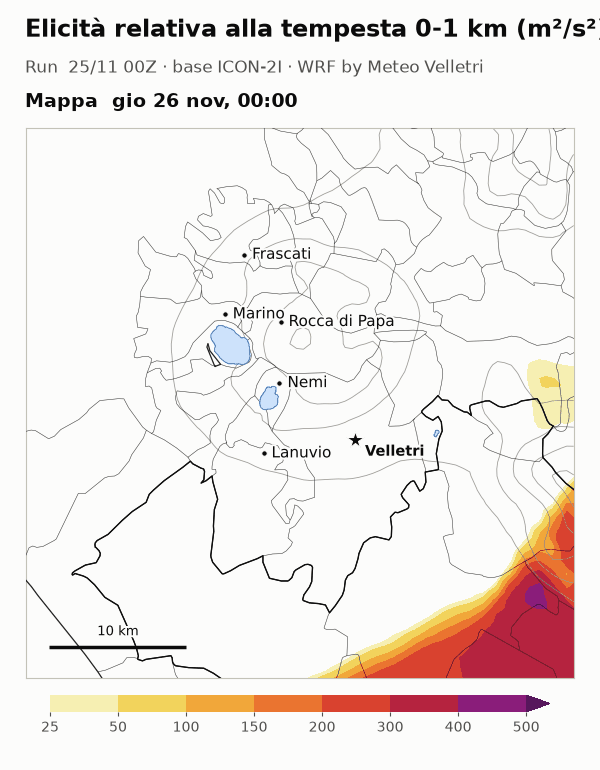 Elicità relativa alla tempesta 0-1 km (m²/s²)
Run  25/11 00Z · base ICON-2I · WRF by Meteo Velletri
Mappa  gio 26 nov, 00:00
Frascati
Marino
Rocca di Papa
Nemi
Velletri
Lanuvio
10 km
25 50 100 150 200 300 400 500